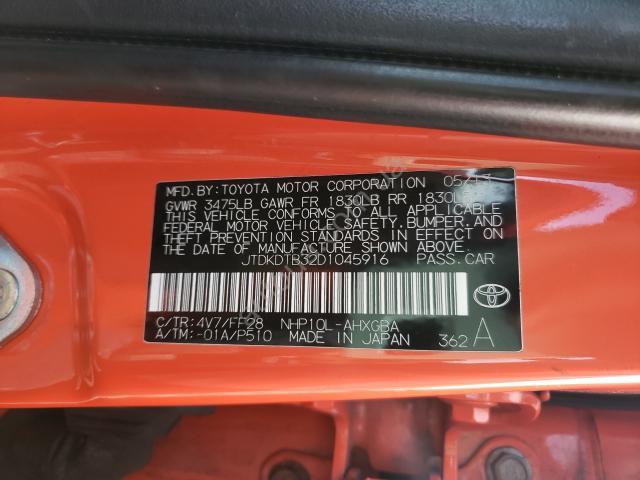 MFD. BY: TOYOTA MOTOR CORPORATION
GVWR 3475LB GAWR FR 1830LB RR 1830LB
THIS VEHICLE CONFORMS TO ALL APPLICABLE
FEDERAL MOTOR VEHICLE SAFETY, BUMPER, AND
THEFT PREVENTION STANDARDS IN EFFECT ON
THE DATE OF MANUFACTURE SHOWN ABOVE.
JTDKDTB32D1045916 PASS.CAR
C/TR: 4V7/FF28 NHP10L-AHXGBA
A/TM: -01A/P510 MADE IN JAPAN 362 A